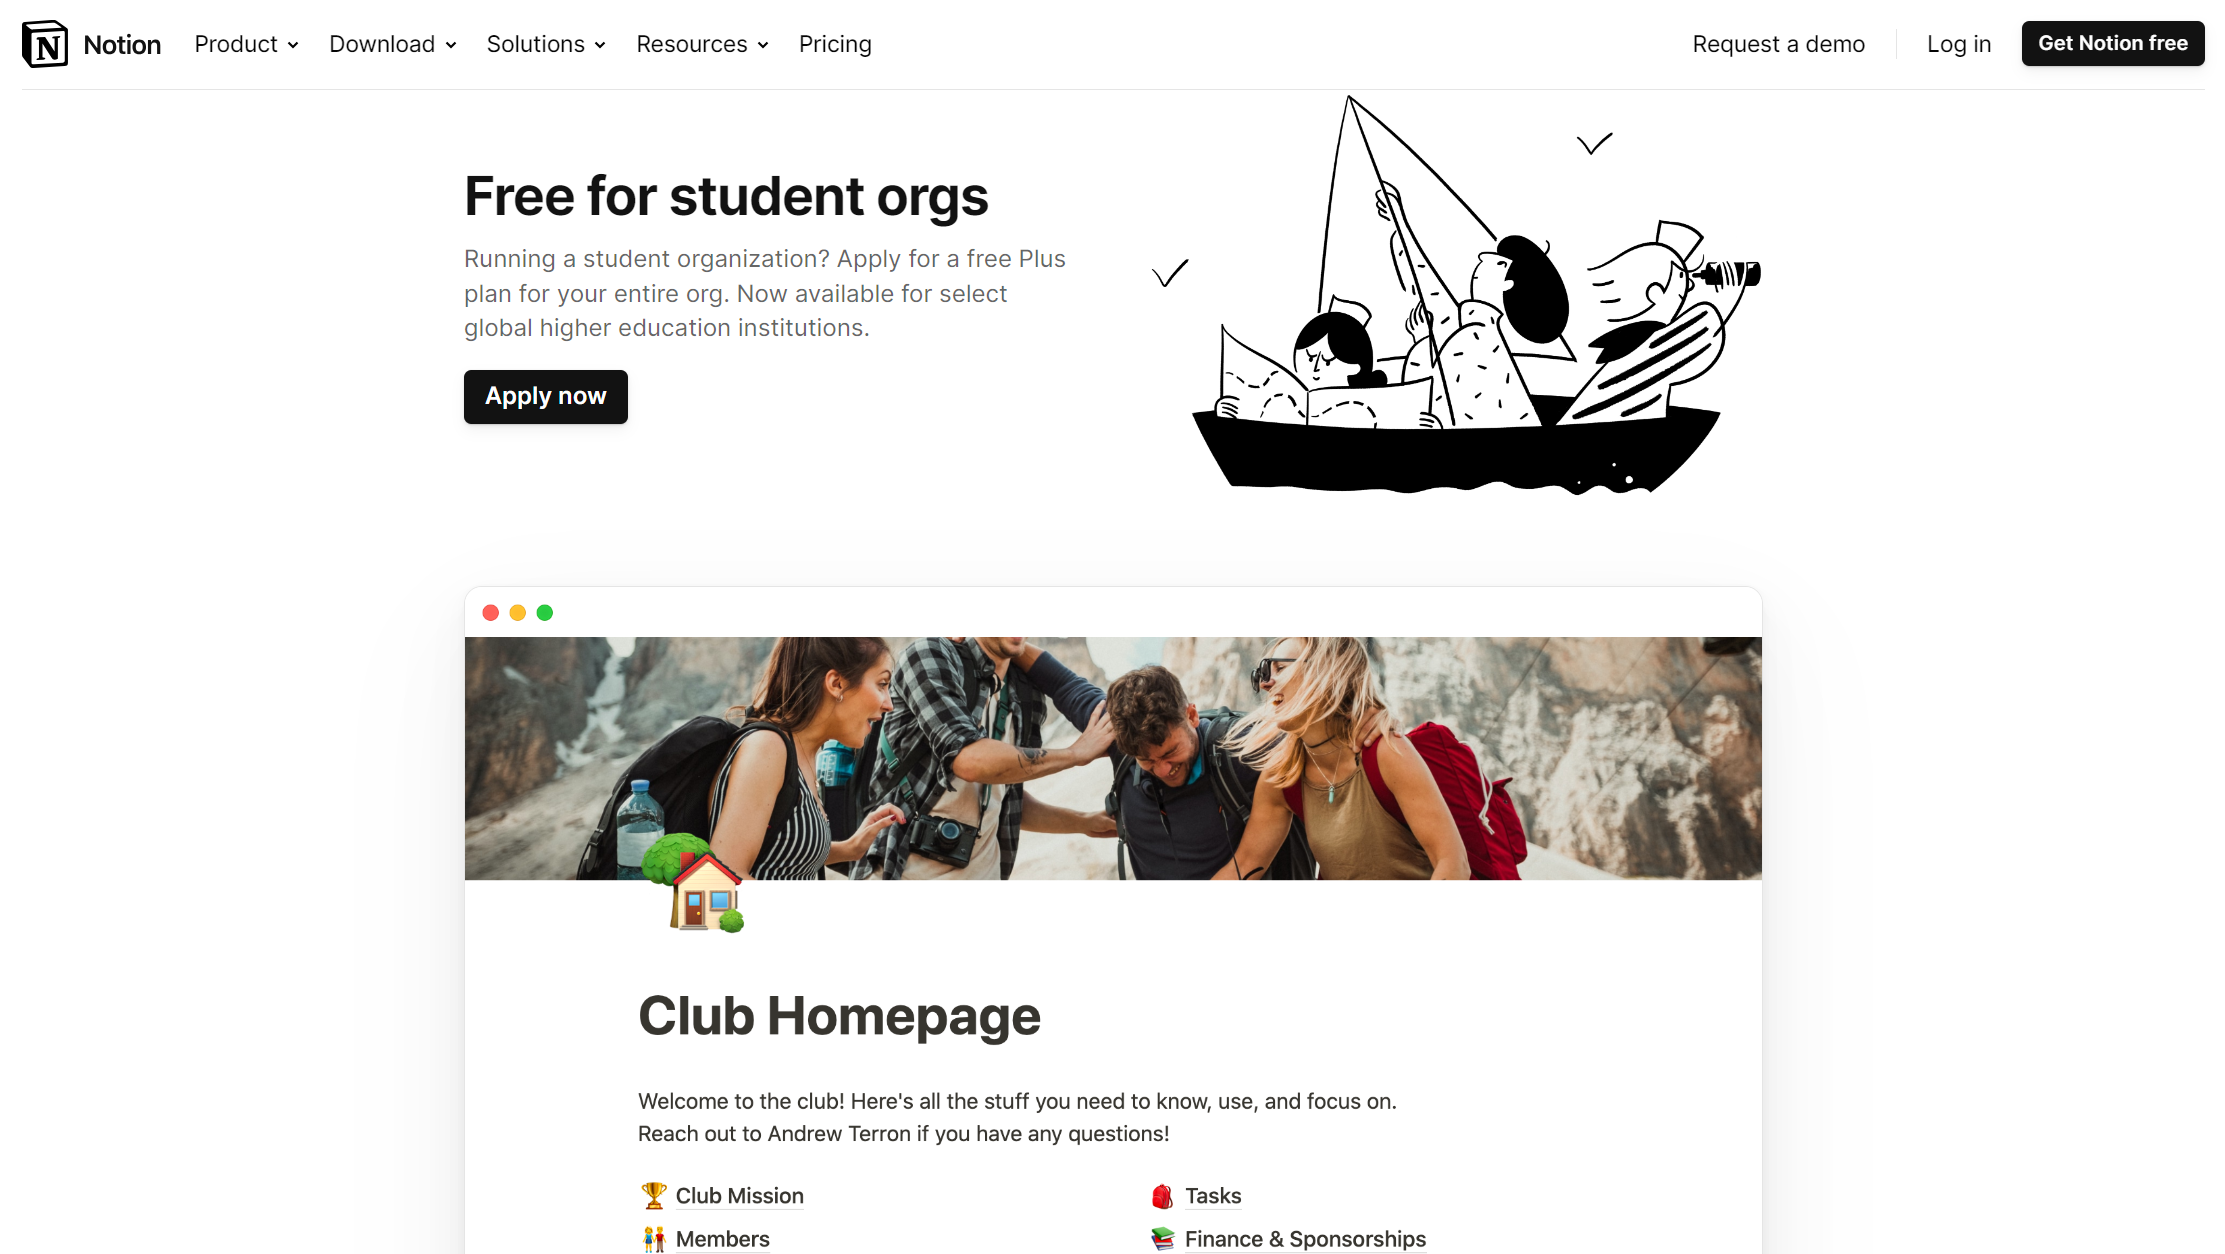 Notion
Product
Download
Solutions
Resources
Pricing
Request a demo
Log in
Get Notion free
Free for student orgs
Running a student organization? Apply for a free Plus
plan for your entire org. Now available for select
global higher education institutions.
Apply now
Club Homepage
Welcome to the club! Here's all the stuff you need to know, use, and focus on.
Reach out to Andrew Terron if you have any questions!
Club Mission
Tasks
Members
Finance & Sponsorships